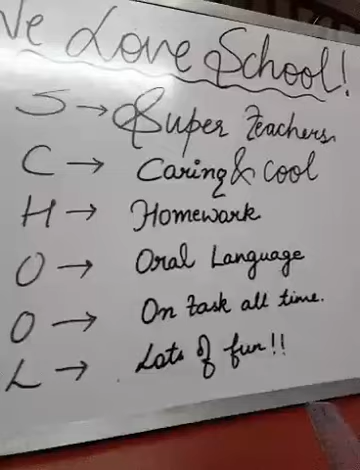 We Love School!
S → Super Teachers
C → Caring & Cool
H → Homework
O → Oral Language
O → On task all time.
L → Lots of fun!!